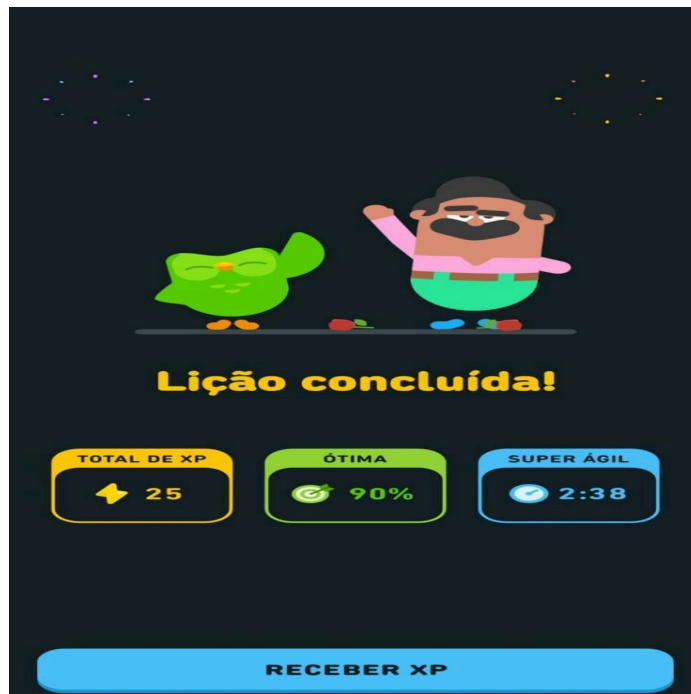 Lição concluída!
TOTAL DE XP
25
ÓTIMA
90%
SUPER ÁGIL
2:38
RECEBER XP